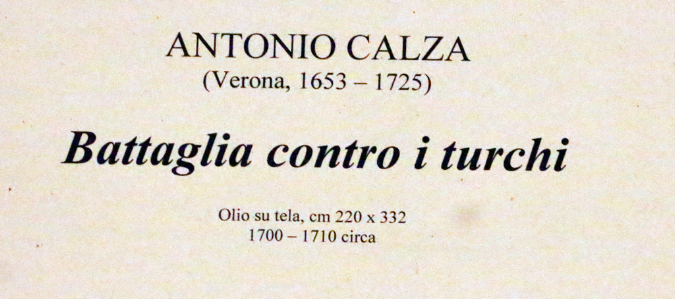 ANTONIO CALZA
(Verona, 1653 – 1725)
Battaglia contro i turchi
Olio su tela, cm 220 x 332
1700 – 1710 circa